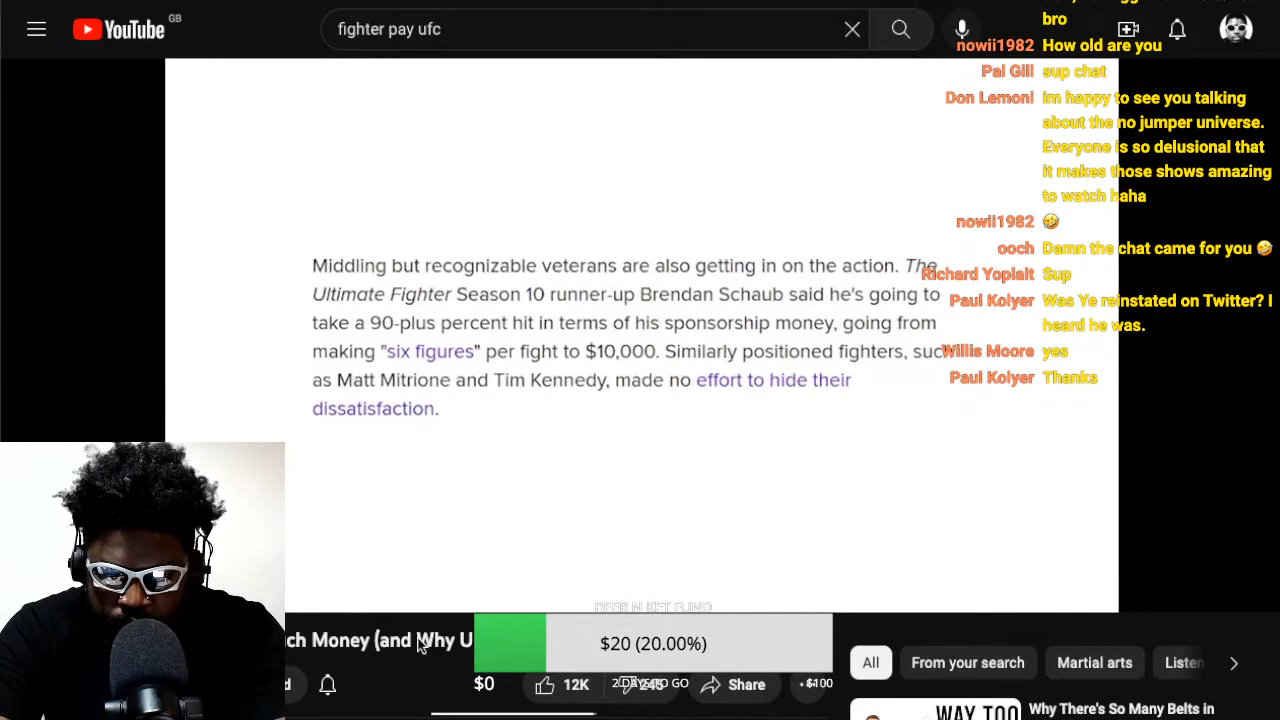 YouTube GB
fighter pay ufc
bro
nowii1982 How old are you
Pal Gill sup chat
Don Lemoni im happy to see you talking
about the no jumper universe.
Everyone is so delusional that
it makes those shows amazing
to watch haha
nowii1982 🤣
ooch Damn the chat came for you 🤣
Richard Yoplait Sup
Paul Kolyer Was Ye reinstated on Twitter? I
heard he was.
Willis Moore yes
Paul Kolyer Thanks
Middling but recognizable veterans are also getting in on the action. The
Ultimate Fighter Season 10 runner-up Brendan Schaub said he's going to
take a 90-plus percent hit in terms of his sponsorship money, going from
making "six figures" per fight to $10,000. Similarly positioned fighters, such
as Matt Mitrione and Tim Kennedy, made no effort to hide their
dissatisfaction.
ch Money (and Why U
$20 (20.00%)
$0
12K
Share
$100
All
From your search
Martial arts
Listen
WAY TOO
Why There's So Many Belts in